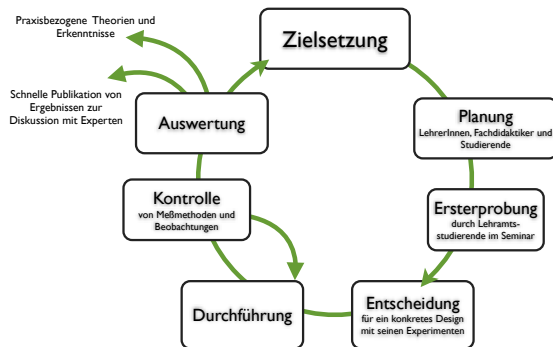 Praxisbezogene Theorien und
Erkenntnisse
Schnelle Publikation von
Ergebnissen zur
Diskussion mit Experten
Zielsetzung
Planung
LehrerInnen, Fachdidaktiker und
Studierende
Ersterprobung
durch Lehramts-
studierende im Seminar
Entscheidung
für ein konkretes Design
mit seinen Experimenten
Durchführung
Kontrolle
von Meßmethoden und
Beobachtungen
Auswertung